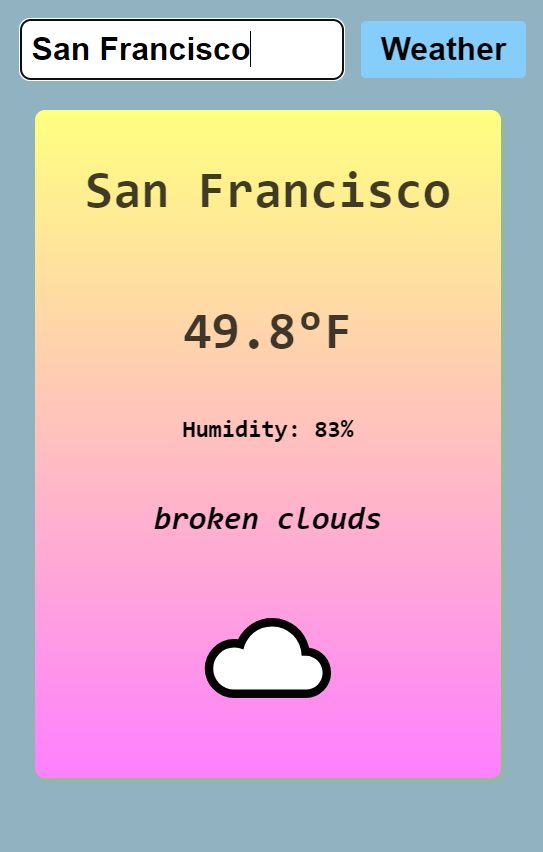 San Francisco
Weather
San Francisco
49.8°F
Humidity: 83%
broken clouds